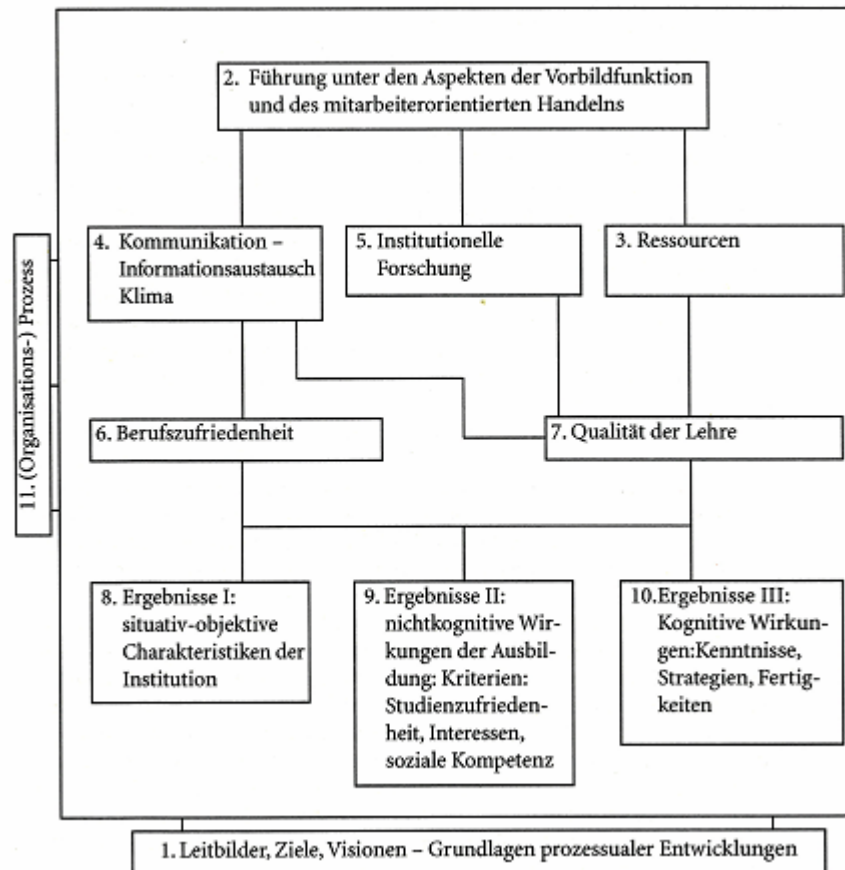 2. Führung unter den Aspekten der Vorbildfunktion
und des mitarbeiterorientierten Handelns
4. Kommunikation –
Informationsaustausch
Klima
5. Institutionelle
Forschung
3. Ressourcen
11. (Organisations-) Prozess
6. Berufszufriedenheit
7. Qualität der Lehre
8. Ergebnisse I:
situativ-objektive
Charakteristiken der
Institution
9. Ergebnisse II:
nichtkognitive Wir-
kungen der Ausbil-
dung: Kriterien:
Studienzufrieden-
heit, Interessen,
soziale Kompetenz
10.Ergebnisse III:
Kognitive Wirkun-
gen:Kenntnisse,
Strategien, Fertig-
keiten
1. Leitbilder, Ziele, Visionen – Grundlagen prozessualer Entwicklungen